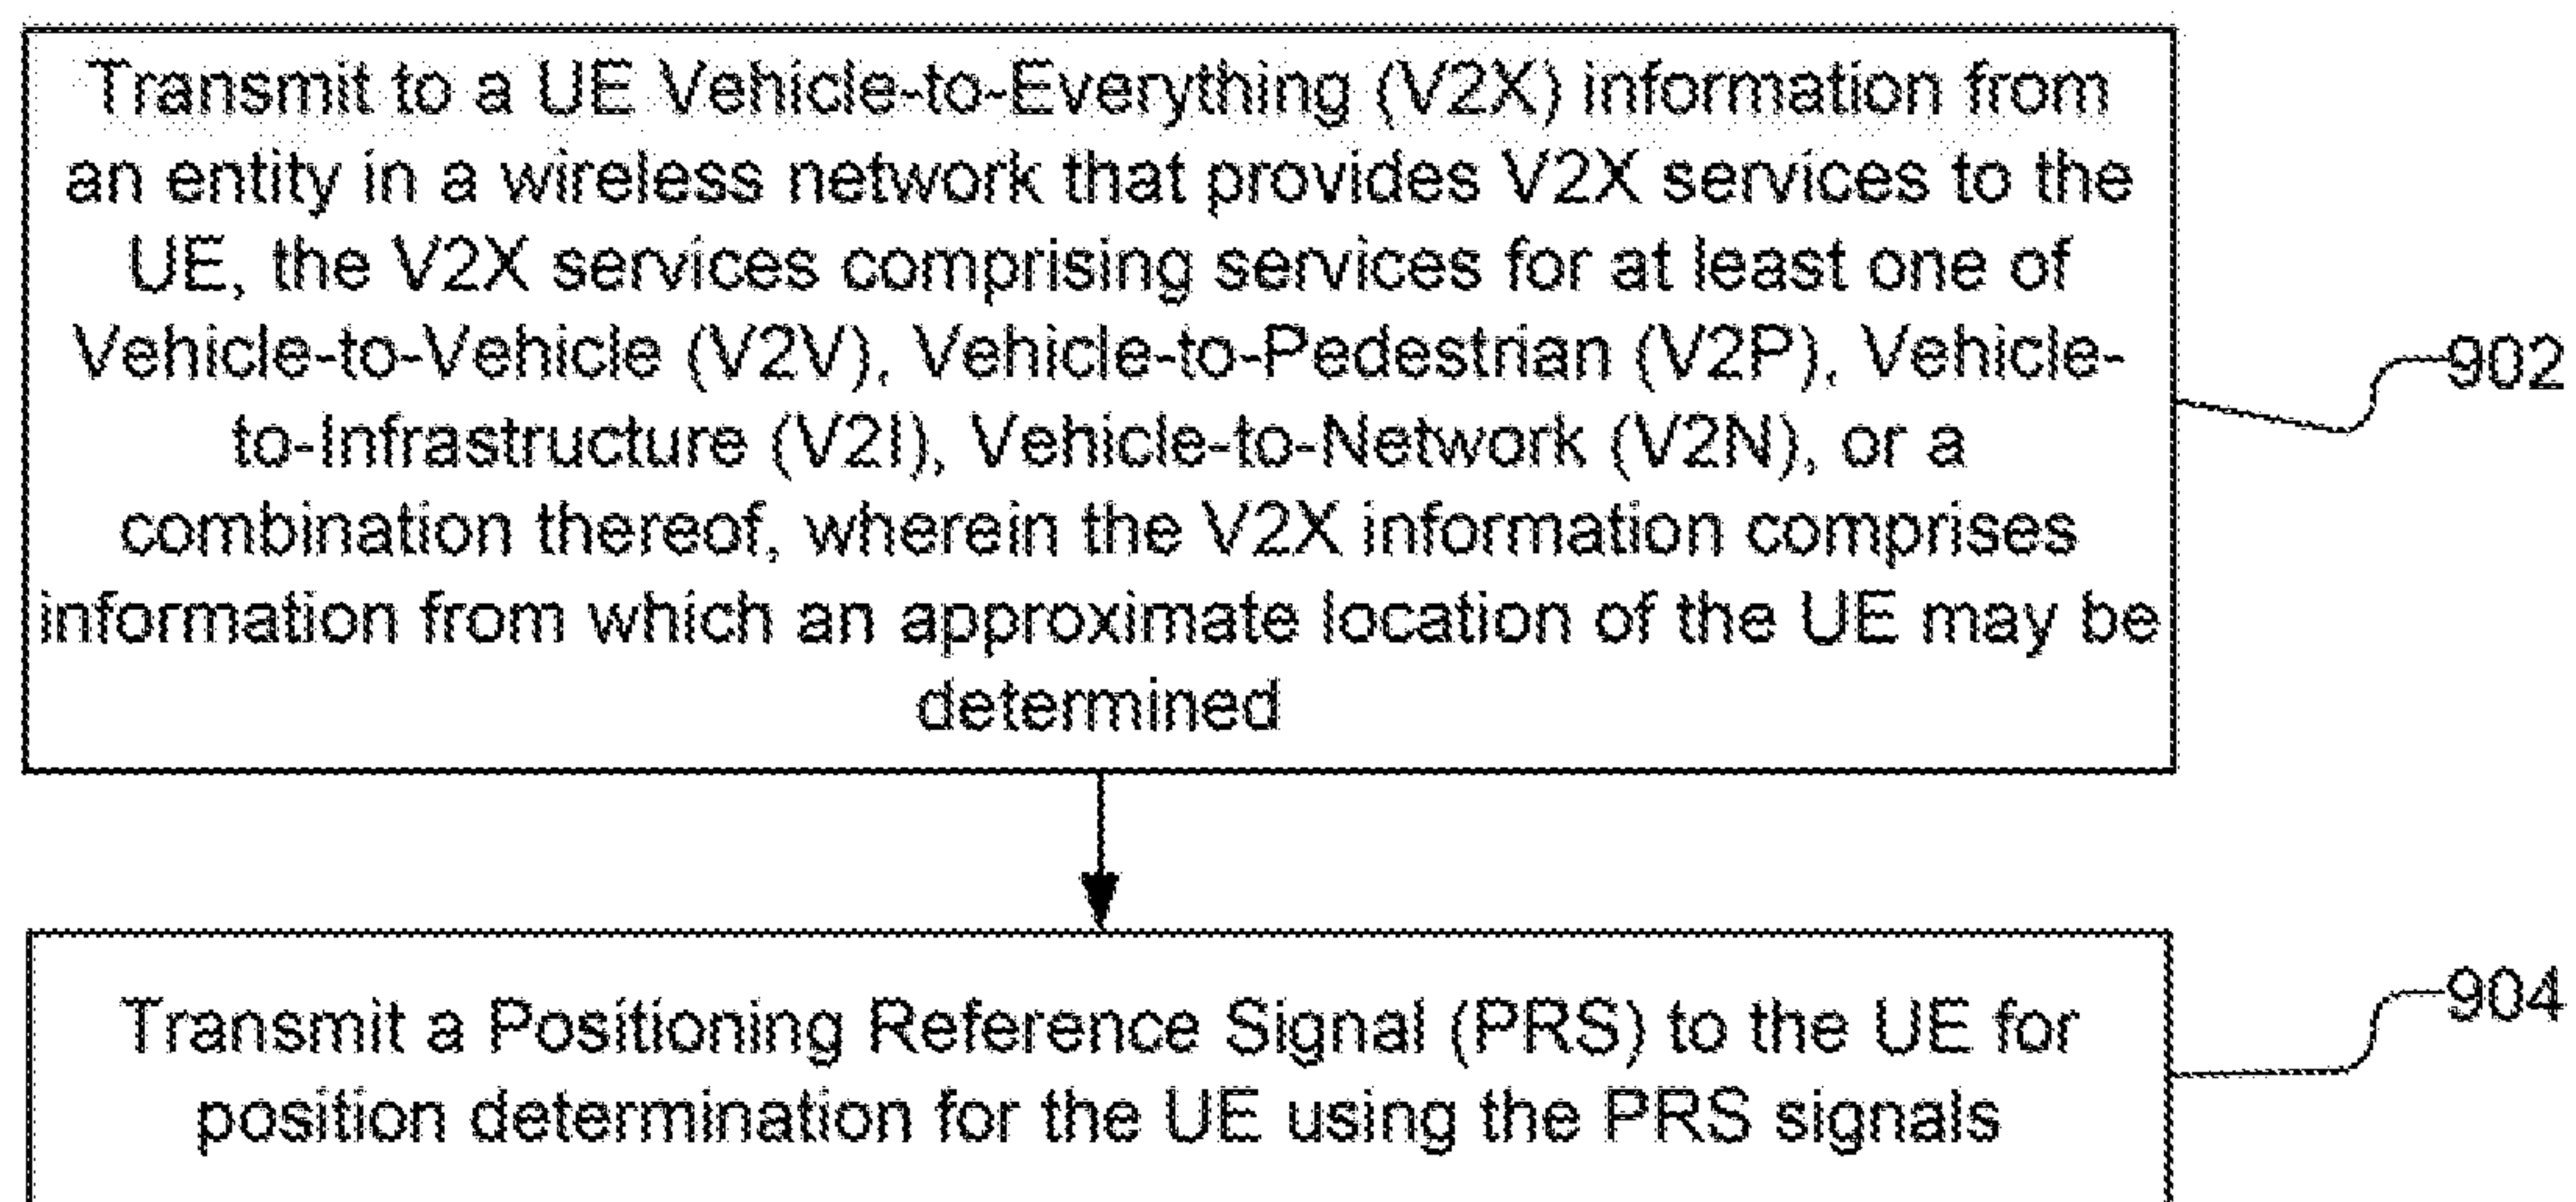 Transmit to a UE Vehicle-to-Everything (V2X) information from
an entity in a wireless network that provides V2X services to the
UE, the V2X services comprising services for at least one of
Vehicle-to-Vehicle (V2V), Vehicle-to-Pedestrian (V2P), Vehicle-
to-Infrastructure (V2I), Vehicle-to-Network (V2N), or a
combination thereof, wherein the V2X information comprises
information from which an approximate location of the UE may be
determined
902
Transmit a Positioning Reference Signal (PRS) to the UE for
position determination for the UE using the PRS signals
904